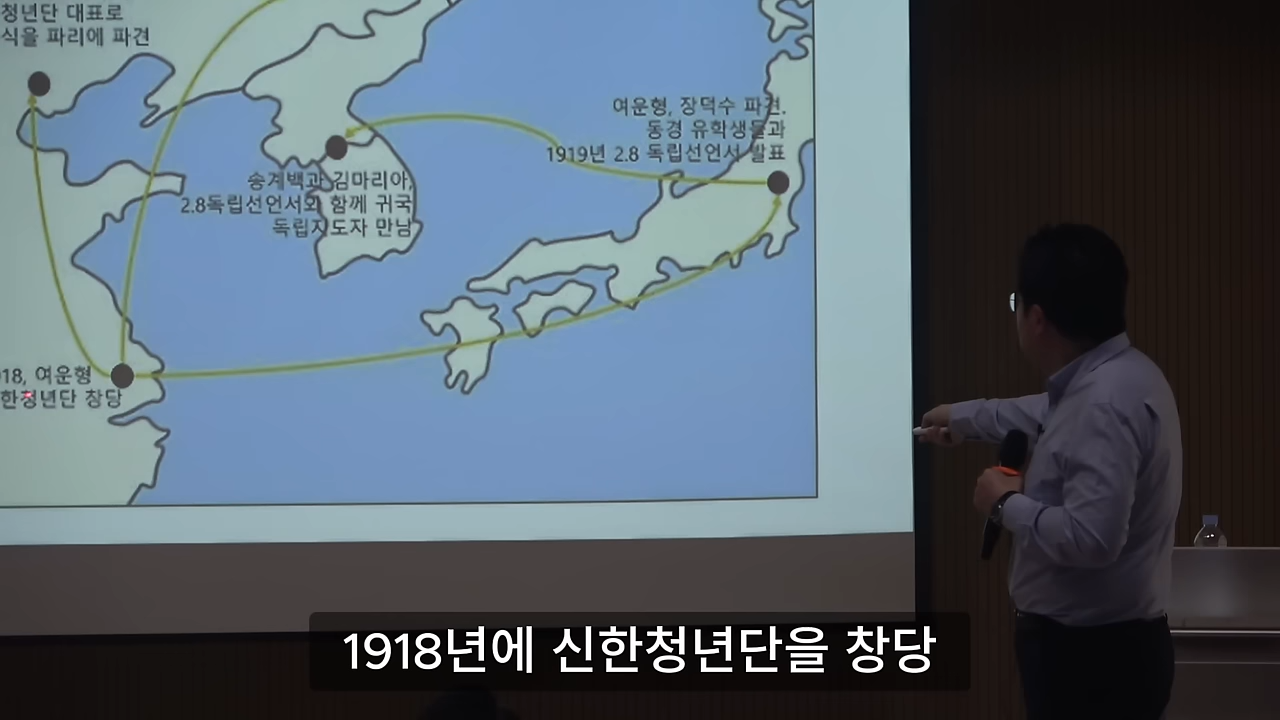 청년단 대표로
식을 파리에 파견
여운형, 장덕수 파견.
동경 유학생들과
1919년 2.8 독립선언서 발표
송계백과 김마리아,
2.8독립선언서와 함께 귀국
독립지도자 만남
18, 여운형
한청년단 창당
1918년에 신한청년단을 창당